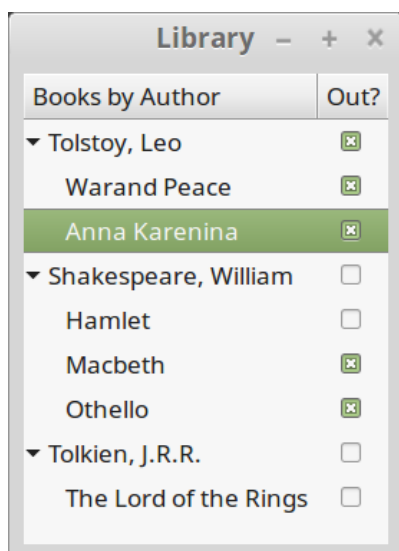 Library
Books by Author Out?
Tolstoy, Leo
Warand Peace
Anna Karenina
Shakespeare, William
Hamlet
Macbeth
Othello
Tolkien, J.R.R.
The Lord of the Rings